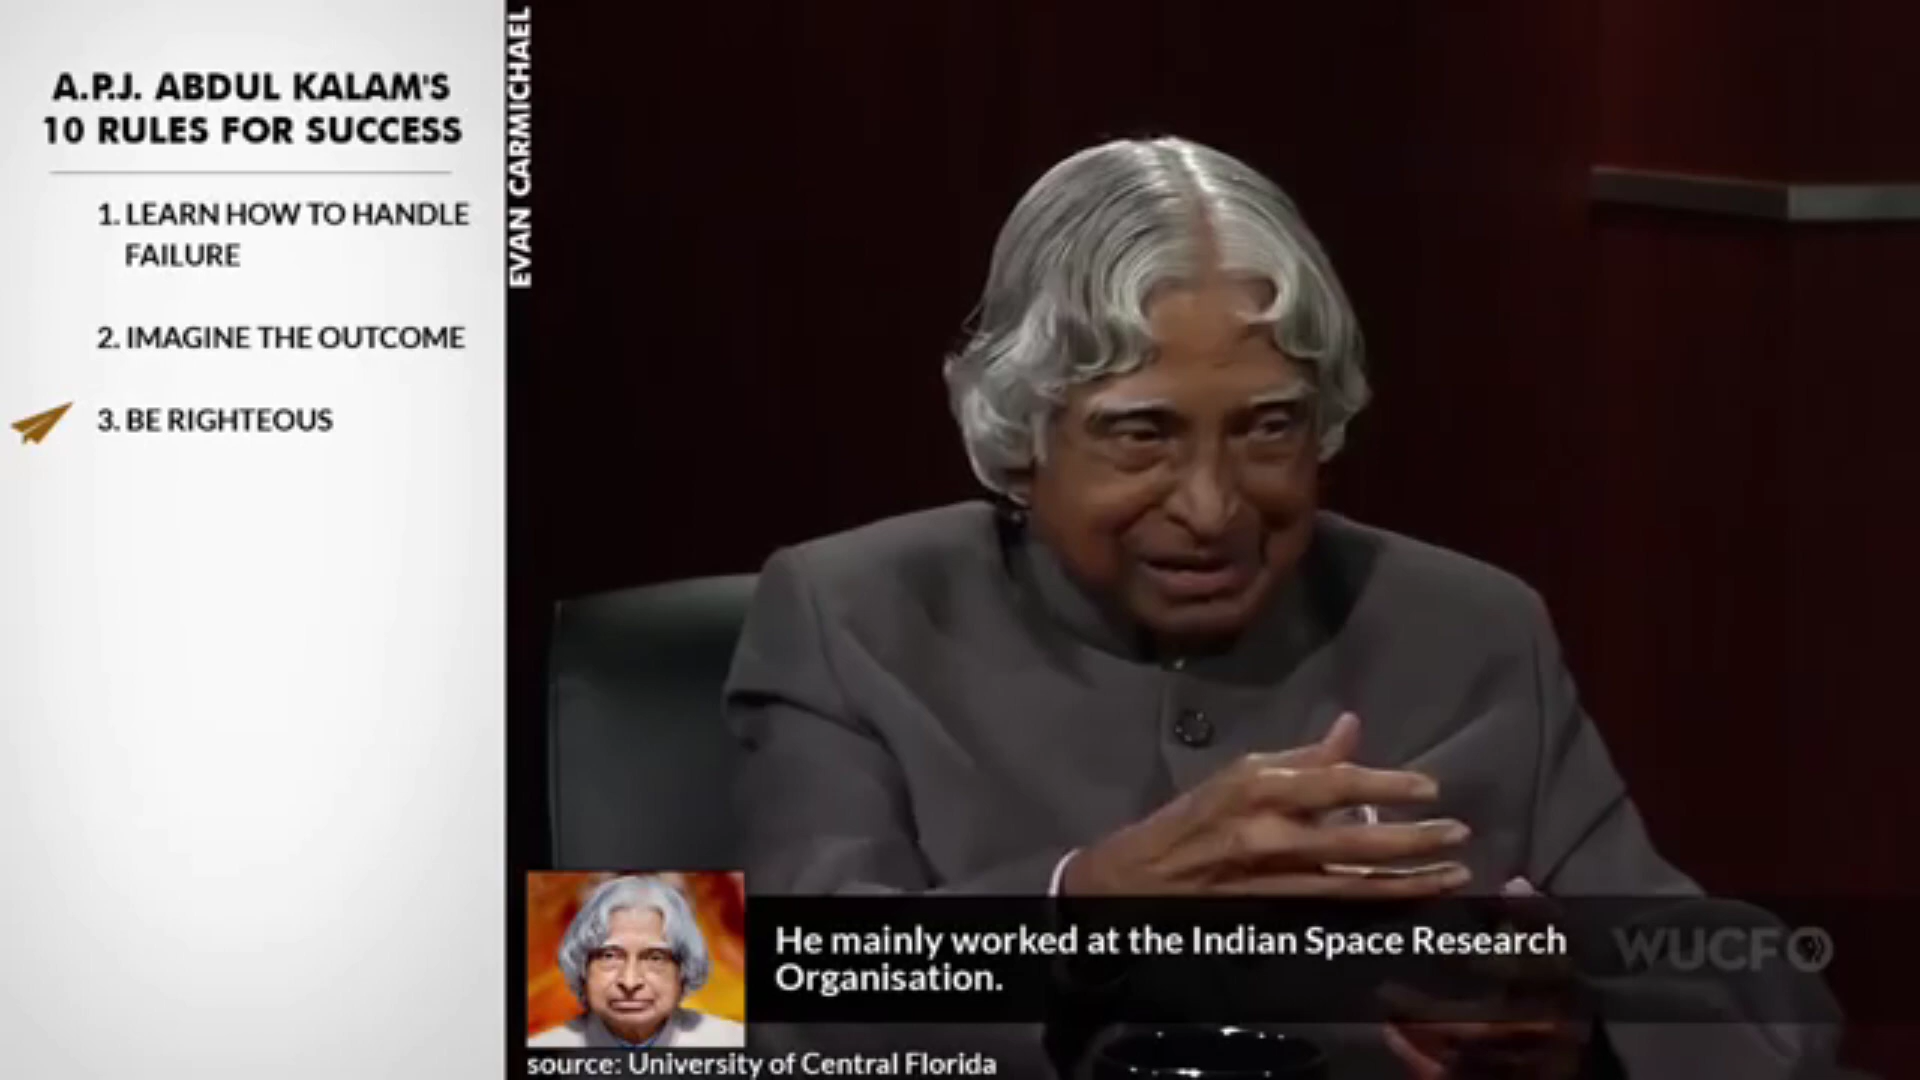 A.P.J. ABDUL KALAM'S
10 RULES FOR SUCCESS
1. LEARN HOW TO HANDLE
FAILURE
2. IMAGINE THE OUTCOME
3. BE RIGHTEOUS
EVAN CARMICHAEL
He mainly worked at the Indian Space Research
Organisation.
WUCF
source: University of Central Florida